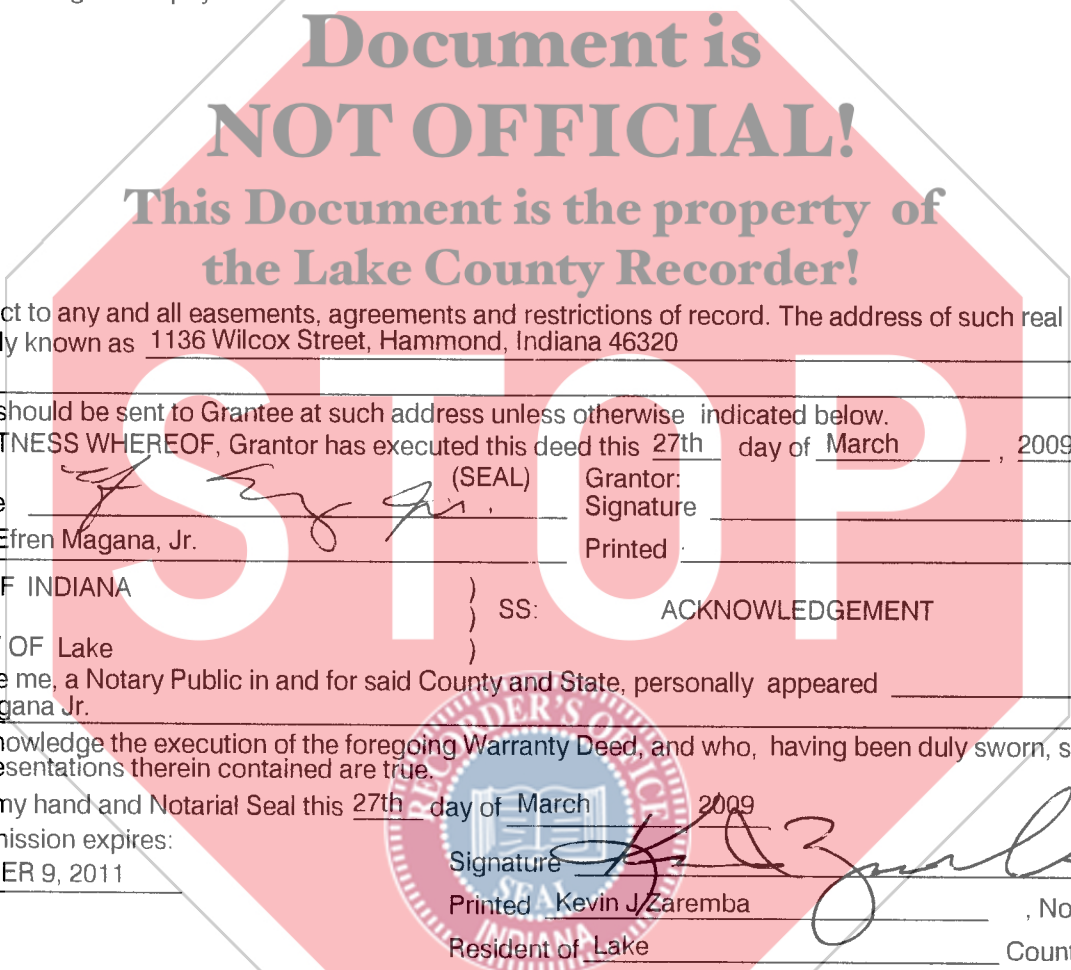 Document is
NOT OFFICIAL!
This Document is the property of
the Lake County Recorder!
ct to any and all easements, agreements and restrictions of record. The address of such real
ly known as 1136 Wilcox Street, Hammond, Indiana 46320
STOP
should be sent to Grantee at such address unless otherwise indicated below.
TNESS WHEREOF, Grantor has executed this deed this 27th day of March , 2009
(SEAL) Grantor:
e Signature
Efren Magana, Jr. Printed
F INDIANA )
) SS: ACKNOWLEDGEMENT
OF Lake )
e me, a Notary Public in and for said County and State, personally appeared
gana Jr.
nowledge the execution of the foregoing Warranty Deed, and who, having been duly sworn, s
esentations therein contained are true.
my hand and Notarial Seal this 27th day of March 2009
mission expires:
ER 9, 2011
Signature
Printed Kevin J Zaremba , No
Resident of Lake Count
RECORDER'S OFFICE
SEAL
INDIANA